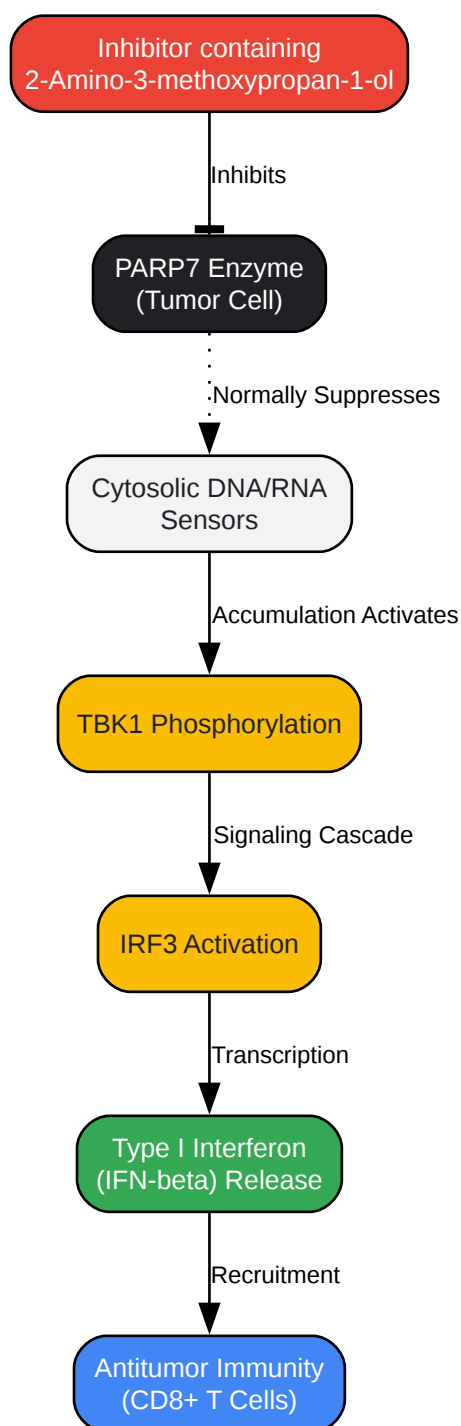 Inhibitor containing
2-Amino-3-methoxypropan-1-ol
Inhibits
PARP7 Enzyme
(Tumor Cell)
Normally Suppresses
Cytosolic DNA/RNA
Sensors
Accumulation Activates
TBK1 Phosphorylation
Signaling Cascade
IRF3 Activation
Transcription
Type I Interferon
(IFN-beta) Release
Recruitment
Antitumor Immunity
(CD8+ T Cells)